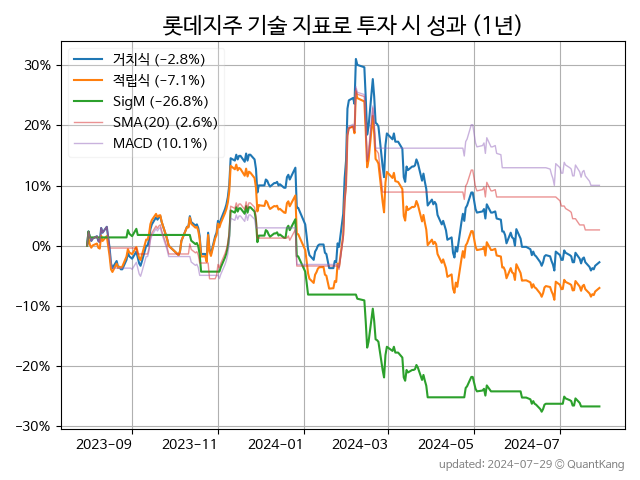 롯데지주 기술 지표로 투자 시 성과 (1년)
거치식 (−2.8%)
적립식 (−7.1%)
SigM (−26.8%)
SMA(20) (2.6%)
MACD (10.1%)
30%
20%
10%
0%
−10%
−20%
−30%
2023-09 2023-11 2024-01 2024-03 2024-05 2024-07
updated: 2024-07-29 © QuantKang